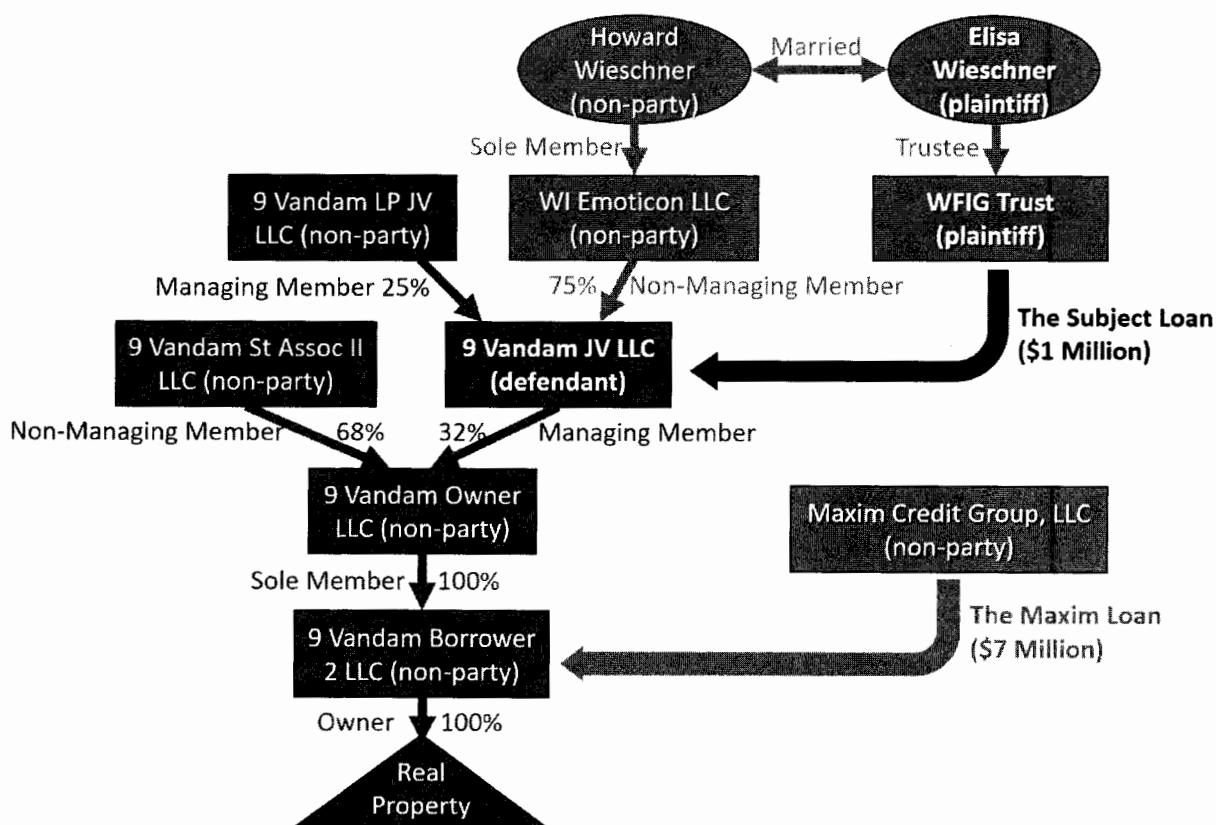 Howard
Wieschner
(non-party)
Married
Elisa
Wieschner
(plaintiff)
Sole Member
Trustee
9 Vandam LP JV
LLC (non-party)
WI Emoticon LLC
(non-party)
WFIG Trust
(plaintiff)
Managing Member 25%
75% Non-Managing Member
The Subject Loan
($1 Million)
9 Vandam St Assoc II
LLC (non-party)
9 Vandam JV LLC
(defendant)
Non-Managing Member 68%
32% Managing Member
9 Vandam Owner
LLC (non-party)
Maxim Credit Group, LLC
(non-party)
Sole Member 100%
9 Vandam Borrower
2 LLC (non-party)
The Maxim Loan
($7 Million)
Owner 100%
Real
Property